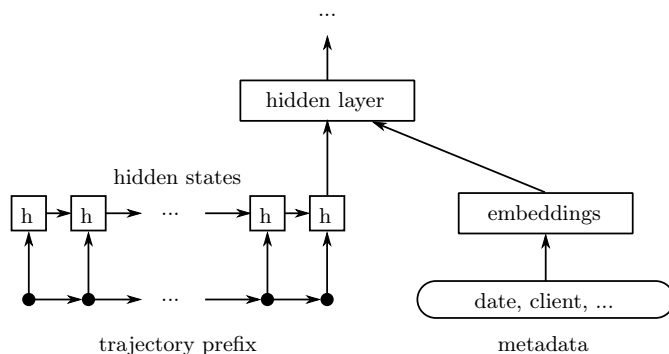 ...
hidden layer
hidden states
h h ... h h
embeddings
... date, client, ...
trajectory prefix metadata